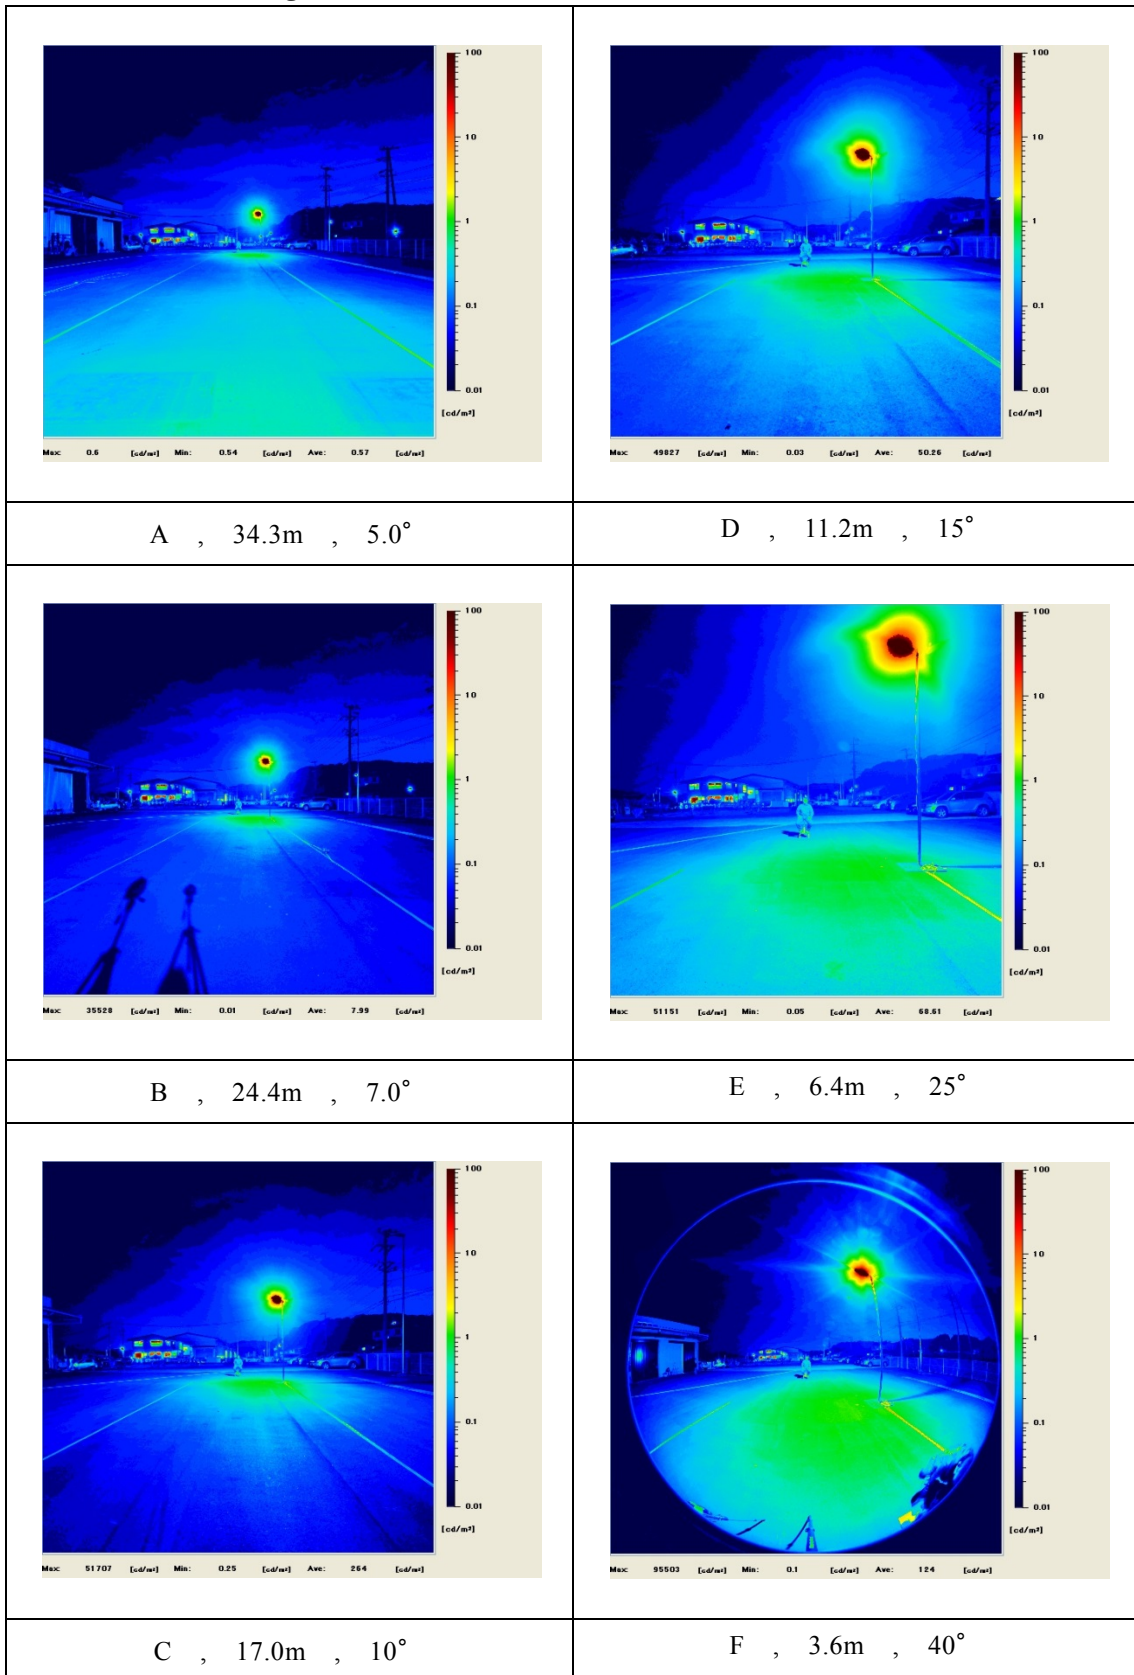 100
10
1
0.1
0.01
[cd/m²]
Max: 0.6 [cd/m²] Min: 0.54 [cd/m²] Ave: 0.57 [cd/m²]
100
10
1
0.1
0.01
[cd/m²]
Max: 49827 [cd/m²] Min: 0.03 [cd/m²] Ave: 50.26 [cd/m²]
A , 34.3m , 5.0°
D , 11.2m , 15°
100
10
1
0.1
0.01
[cd/m²]
Max: 35528 [cd/m²] Min: 0.01 [cd/m²] Ave: 7.99 [cd/m²]
100
10
1
0.1
0.01
[cd/m²]
Max: 51151 [cd/m²] Min: 0.05 [cd/m²] Ave: 68.61 [cd/m²]
B , 24.4m , 7.0°
E , 6.4m , 25°
100
10
1
0.1
0.01
[cd/m²]
Max: 51707 [cd/m²] Min: 0.25 [cd/m²] Ave: 264 [cd/m²]
100
10
1
0.1
0.01
[cd/m²]
Max: 95503 [cd/m²] Min: 0.1 [cd/m²] Ave: 124 [cd/m²]
C , 17.0m , 10°
F , 3.6m , 40°